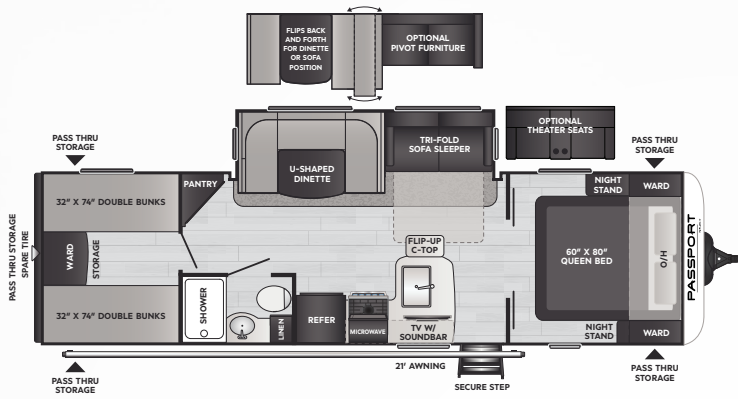 FLIPS BACK
AND FORTH
FOR DINETTE
OR SOFA
POSITION
OPTIONAL
PIVOT FURNITURE
PASS THRU
STORAGE
OPTIONAL
THEATER SEATS
PASS THRU
STORAGE
TRI-FOLD
SOFA SLEEPER
U-SHAPED
DINETTE
PANTRY
NIGHT
STAND
WARD
32" X 74" DOUBLE BUNKS
PASS THRU STORAGE
SPARE TIRE
WARD
STORAGE
FLIP-UP
C-TOP
60" X 80"
QUEEN BED
O/H
PASSPORT
32" X 74" DOUBLE BUNKS
SHOWER
LINEN
REFER
MICROWAVE
TV W/
SOUNDBAR
NIGHT
STAND
WARD
21' AWNING
PASS THRU
STORAGE
SECURE STEP
PASS THRU
STORAGE